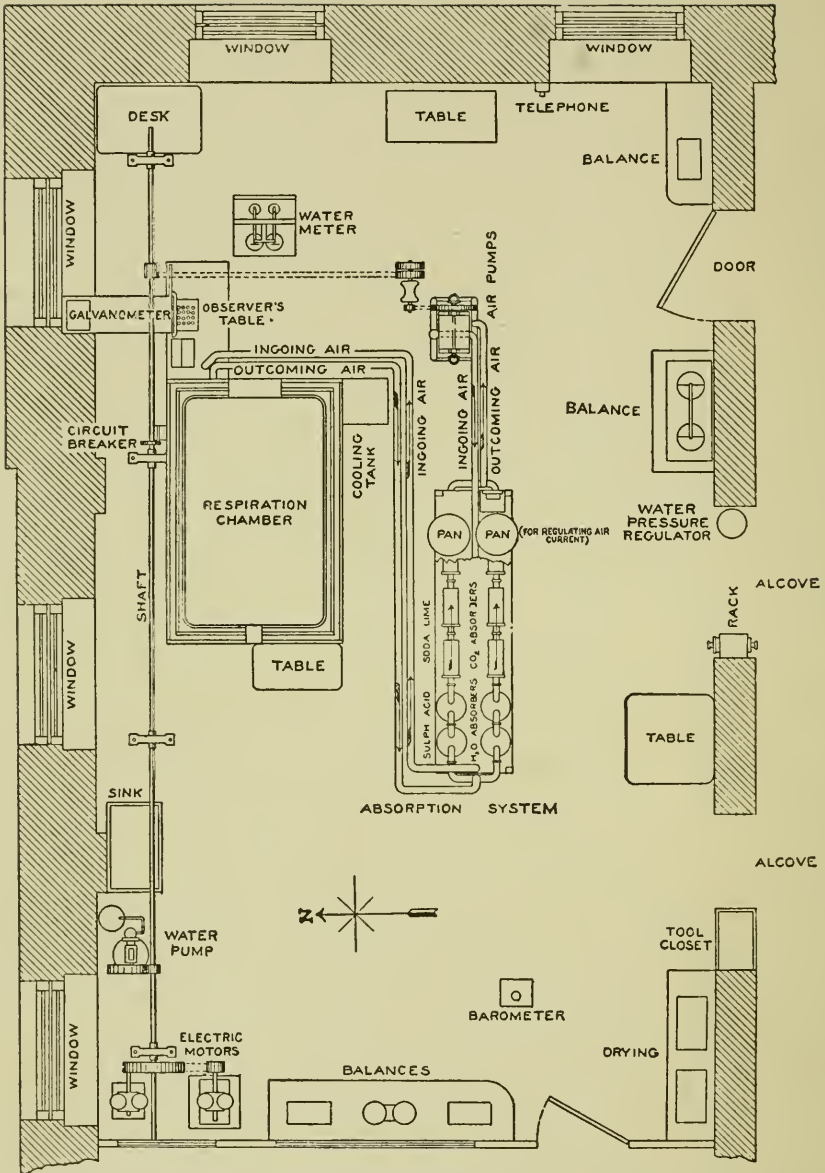 WINDOW
WINDOW
DESK
TABLE
TELEPHONE
BALANCE
WINDOW
WATER
METER
AIR PUMPS
DOOR
GALVANOMETER
OBSERVER'S
TABLE
INGOING AIR
OUTCOMING AIR
INGOING AIR
INGOING AIR
OUTCOMING AIR
BALANCE
CIRCUIT
BREAKER
COOLING
TANK
RESPIRATION
CHAMBER
PAN
PAN
(FOR REGULATING AIR
CURRENT)
WATER
PRESSURE
REGULATOR
SHAFT
SODA LIME
CO2 ABSORBERS
ALCOVE
RACK
WINDOW
TABLE
SULPH ACID
H2O ABSORBERS
TABLE
SINK
ABSORPTION SYSTEM
ALCOVE
N
WATER
PUMP
TOOL
CLOSET
WINDOW
BAROMETER
ELECTRIC
MOTORS
BALANCES
DRYING